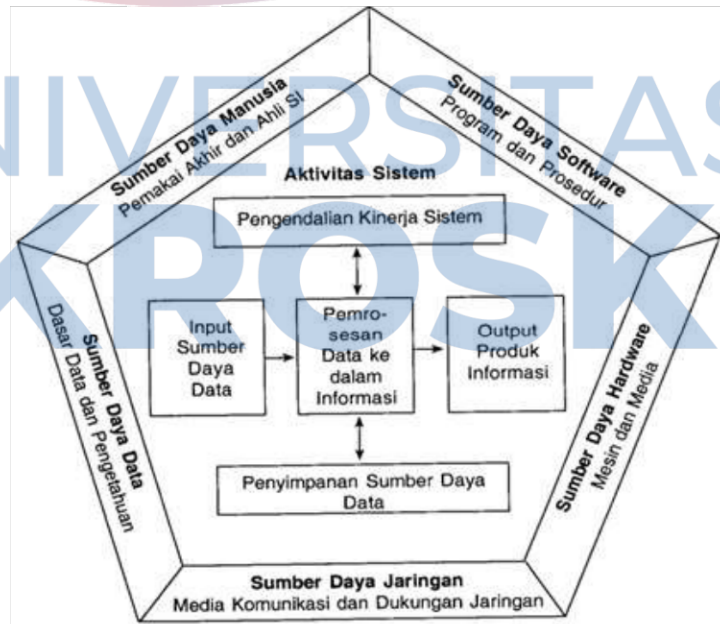 UNIVERSITAS
KROSK
Sumber Daya Manusia
Pemakai Akhir dan Ahli SI
Sumber Daya Software
Program dan Prosedur
Aktivitas Sistem
Pengendalian Kinerja Sistem
Input
Sumber
Daya
Data
Pemro-
sesan
Data ke
dalam
Informasi
Output
Produk
Informasi
Penyimpanan Sumber Daya
Data
Sumber Daya Data
Dasar Data dan Pengetahuan
Sumber Daya Hardware
Mesin dan Media
Sumber Daya Jaringan
Media Komunikasi dan Dukungan Jaringan